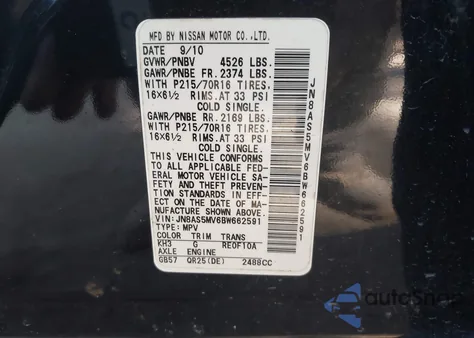 MFD BY NISSAN MOTOR CO.,LTD.
DATE 9/10
GVWR/PNBV 4526 LBS.
GAWR/PNBE FR. 2374 LBS.
WITH P215/70R16 TIRES,
16X6½ RIMS.AT 33 PSI
COLD SINGLE.
GAWR/PNBE RR. 2169 LBS.
WITH P215/70R16 TIRES,
16X6½ RIMS.AT 33 PSI
COLD SINGLE.
THIS VEHICLE CONFORMS
TO ALL APPLICABLE FED-
ERAL MOTOR VEHICLE SA-
FETY AND THEFT PREVEN-
TION STANDARDS IN EFF-
ECT ON THE DATE OF MA-
NUFACTURE SHOWN ABOVE.
VIN: JN8AS5MV6BW662591
TYPE: MPV
COLOR TRIM TRANS
KH3 G RE0F10A
AXLE ENGINE
GB57 QR25(DE) 2488CC
JN8AS5MV6BW662591
autoSnap